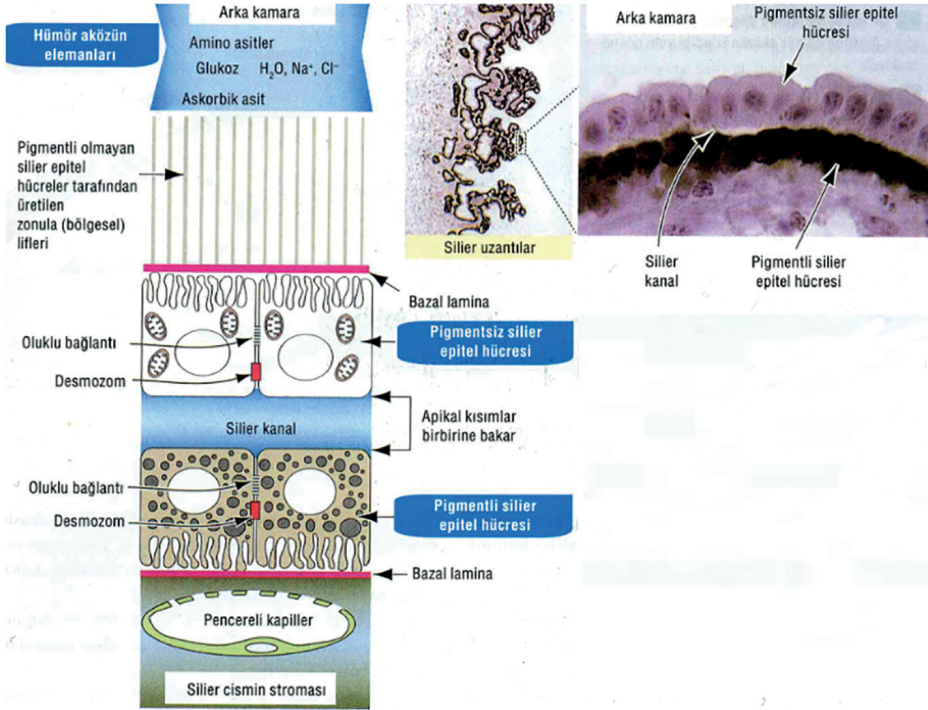 Hümör aközün
elemanları
Arka kamara
Amino asitler
Glukoz H₂O, Na⁺, Cl⁻
Askorbik asit
Pigmentli olmayan
silier epitel
hücreler tarafından
üretilen
zonula (bölgesel)
lifleri
Bazal lamina
Oluklu bağlantı
Pigmentsiz silier
epitel hücresi
Desmozom
Silier kanal
Apikal kısımlar
birbirine bakar
Oluklu bağlantı
Pigmentli silier
epitel hücresi
Desmozom
Bazal lamina
Pencereli kapiller
Silier cismin stroması
Silier uzantılar
Arka kamara
Pigmentsiz silier epitel
hücresi
Silier
kanal
Pigmentli silier
epitel hücresi